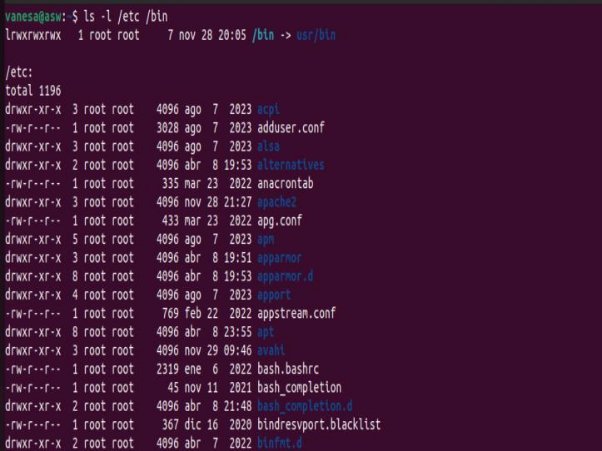 vanesa@asw:~$ ls -l /etc /bin
lrwxrwxrwx 1 root root 7 nov 28 20:05 /bin -> usr/bin
/etc:
total 1196
drwxr-xr-x 3 root root 4096 ago 7 2023 acpi
-rw-r--r-- 1 root root 3028 ago 7 2023 adduser.conf
drwxr-xr-x 3 root root 4096 ago 7 2023 alsa
drwxr-xr-x 2 root root 4096 abr 8 19:53 alternatives
-rw-r--r-- 1 root root 335 mar 23 2022 anacrontab
drwxr-xr-x 3 root root 4096 nov 28 21:27 apache2
-rw-r--r-- 1 root root 433 mar 23 2022 apg.conf
drwxr-xr-x 5 root root 4096 ago 7 2023 apm
drwxr-xr-x 3 root root 4096 abr 8 19:51 apparmor
drwxr-xr-x 8 root root 4096 abr 8 19:53 apparmor.d
drwxr-xr-x 4 root root 4096 ago 7 2023 apport
-rw-r--r-- 1 root root 769 feb 22 2022 appstream.conf
drwxr-xr-x 8 root root 4096 abr 8 23:55 apt
drwxr-xr-x 3 root root 4096 nov 29 09:46 avahi
-rw-r--r-- 1 root root 2319 ene 6 2022 bash.bashrc
-rw-r--r-- 1 root root 45 nov 11 2021 bash_completion
drwxr-xr-x 2 root root 4096 abr 8 21:48 bash_completion.d
-rw-r--r-- 1 root root 367 dic 16 2020 bindresvport.blacklist
drwxr-xr-x 2 root root 4096 abr 7 2022 binfmt.d